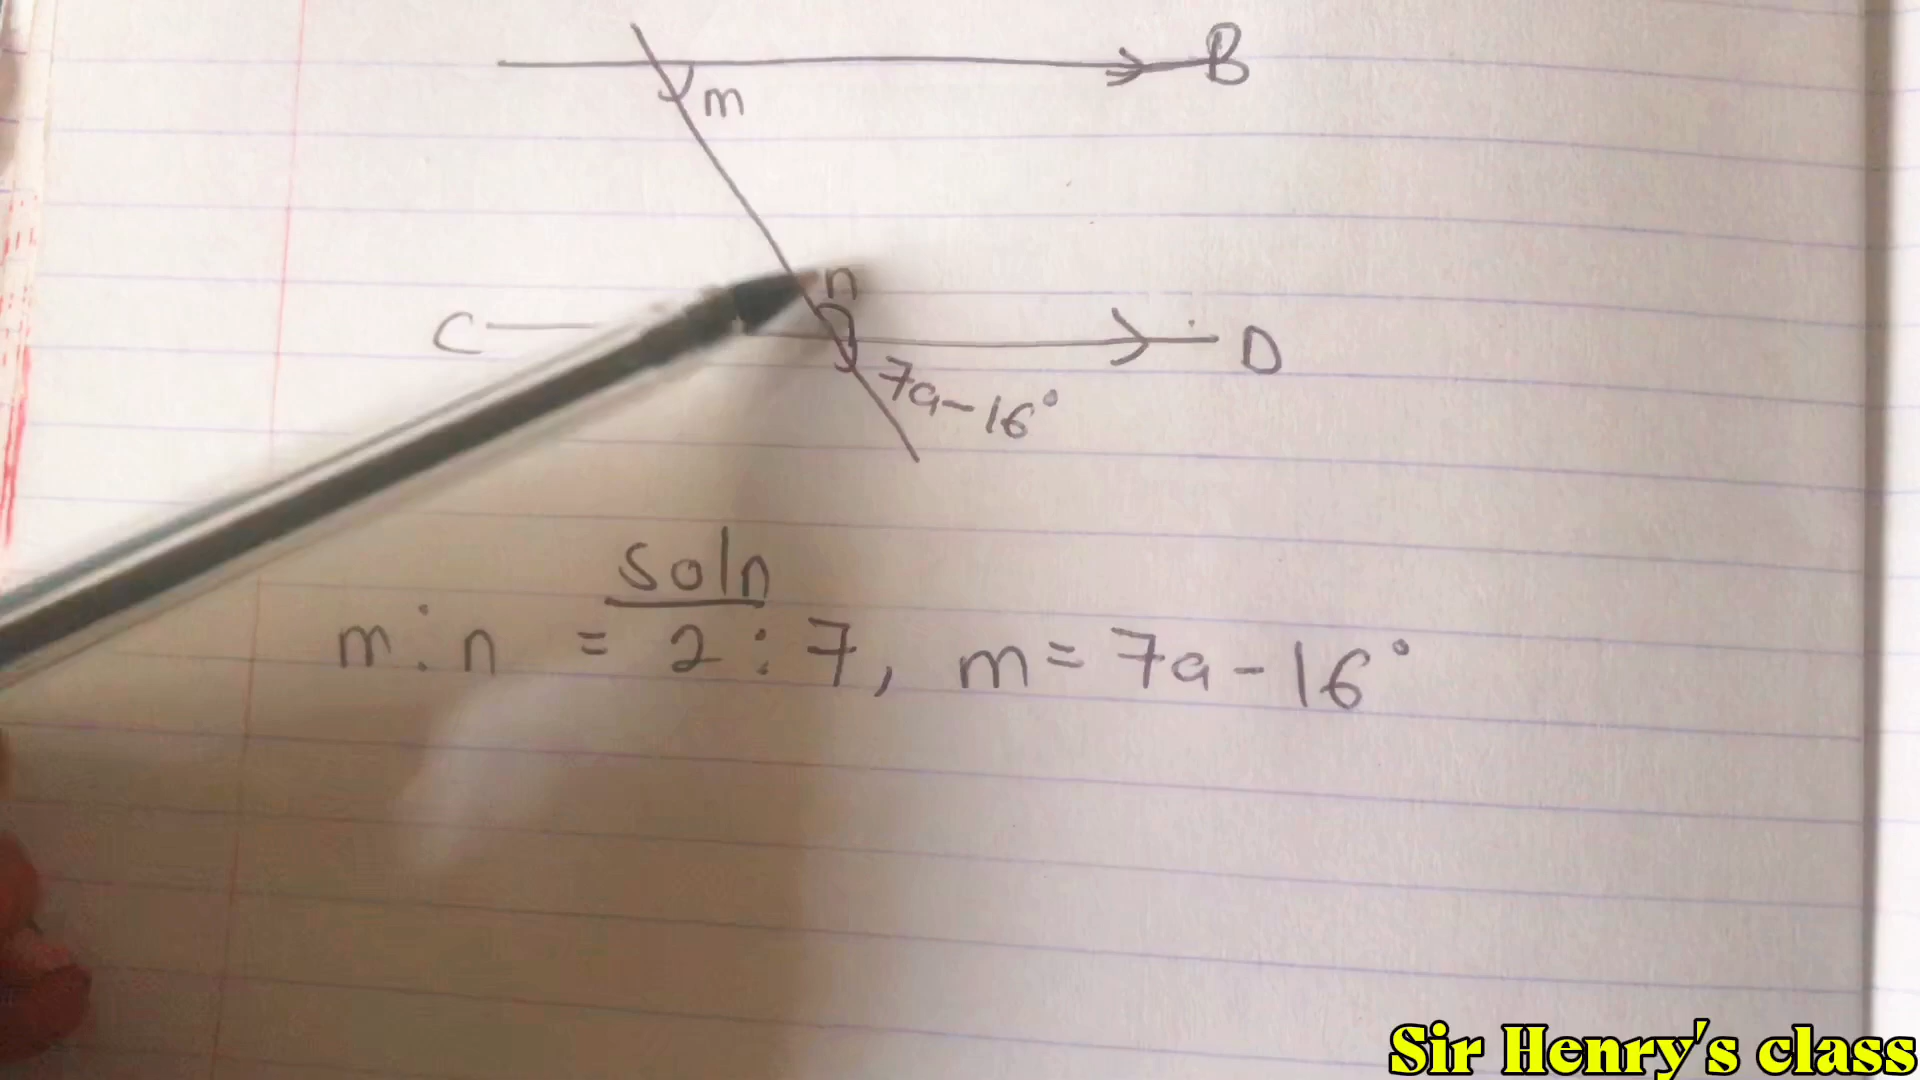 B
m
n
C
D
7a-16°
soln
m:n = 2:7, m=7a-16°
Sir Henry's class